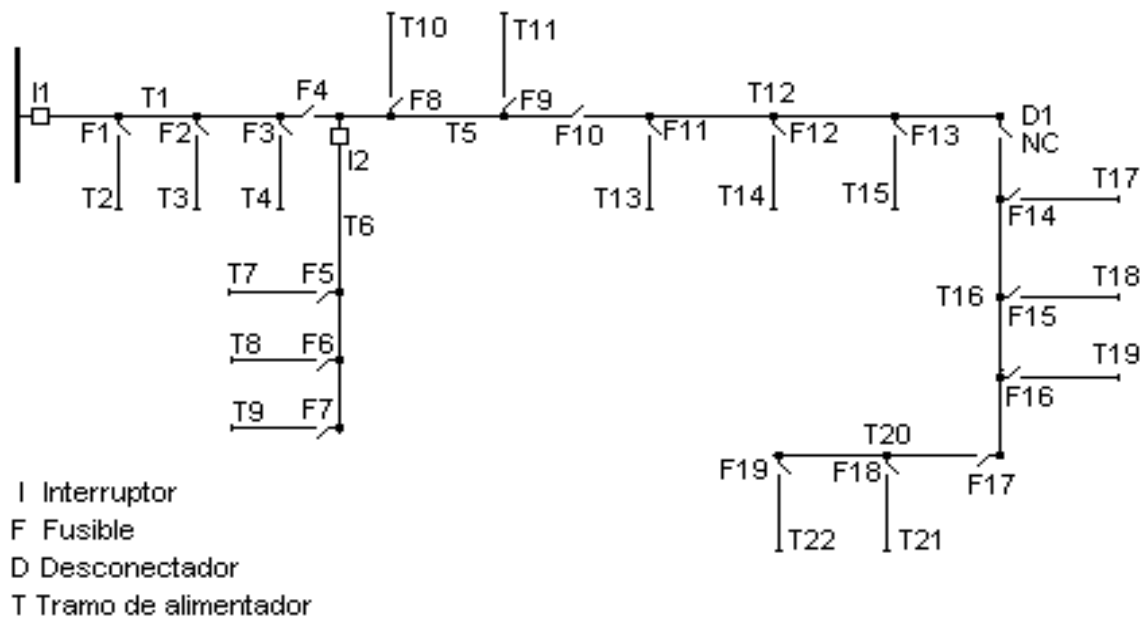 T10
T11
I1
T1
F4
F8
F9
T12
D1
NC
F1
F2
F3
I2
T5
F10
F11
F12
F13
T2
T3
T4
T13
T14
T15
T17
F14
T6
T7
F5
T16
T18
F15
T8
F6
T19
F16
T9
F7
T20
F19
F18
F17
T22
T21
I Interruptor
F Fusible
D Desconectador
T Tramo de alimentador